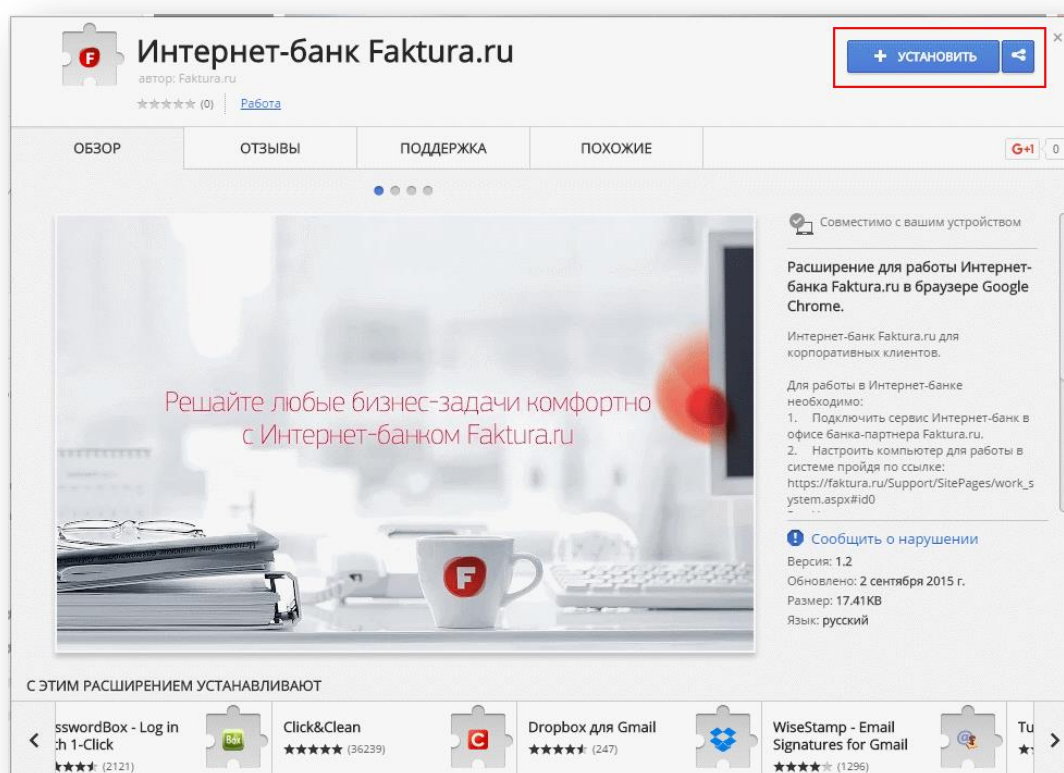 Интернет-банк Faktura.ru
автор: Faktura.ru
(0) Работа
+ УСТАНОВИТЬ
ОБЗОР ОТЗЫВЫ ПОДДЕРЖКА ПОХОЖИЕ
G+1 0
Решайте любые бизнес-задачи комфортно
с Интернет-банком Faktura.ru
F
Совместимо с вашим устройством
Расширение для работы Интернет-
банка Faktura.ru в браузере Google
Chrome.
Интернет-банк Faktura.ru для
корпоративных клиентов.
Для работы в Интернет-банке
необходимо:
1. Подключить сервис Интернет-банк в
офисе банка-партнера Faktura.ru.
2. Настроить компьютер для работы в
системе пройдя по ссылке:
https://faktura.ru/Support/SitePages/work_s
ystem.aspx#id0
Сообщить о нарушении
Версия: 1.2
Обновлено: 2 сентября 2015 г.
Размер: 17.41KB
Язык: русский
С ЭТИМ РАСШИРЕНИЕМ УСТАНАВЛИВАЮТ
sswordBox - Log in
th 1-Click
(2121)
Box
Click&Clean
(36239)
C
Dropbox для Gmail
(247)
WiseStamp - Email
Signatures for Gmail
(1296)
@
Tu